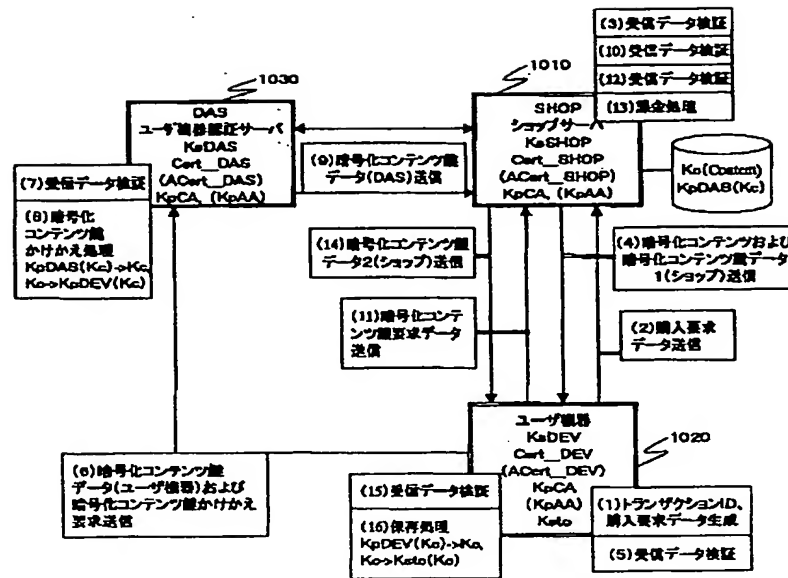 (3)受信データ検証
(10)受信データ検証
(12)受信データ検証
(13)課金処理
1010
SHOP
ショップサーバ
KsSHOP
Cert__SHOP
(ACert__SHOP)
KpCA, (KpAA)
Kc(Content)
KpDAS(Kc)
1030
DAS
ユーザ機器認証サーバ
KsDAS
Cert__DAS
(ACert__DAS)
KpCA, (KpAA)
(7)受信データ検証
(8)暗号化
コンテンツ鍵
かけかえ処理
KpDAS(Kc)->Kc,
Kc->KpDEV(Kc)
(9)暗号化コンテンツ鍵
データ(DAS)送信
(14)暗号化コンテンツ鍵
データ2(ショップ)送信
(4)暗号化コンテンツおよび
暗号化コンテンツ鍵データ
1(ショップ)送信
(11)暗号化コンテ
ンツ鍵要求データ
送信
(2)購入要求
データ送信
(6)暗号化コンテンツ鍵
データ(ユーザ機器)および
暗号化コンテンツ鍵かけかえ
要求送信
1020
ユーザ機器
KsDEV
Cert__DEV
(ACert__DEV)
KpCA
(KpAA)
Ksto
(15)受信データ検証
(16)保存処理
KpDEV(Kc)->Kc,
Kc->Ksto(Kc)
(1)トランザクションID、
購入要求データ生成
(5)受信データ検証